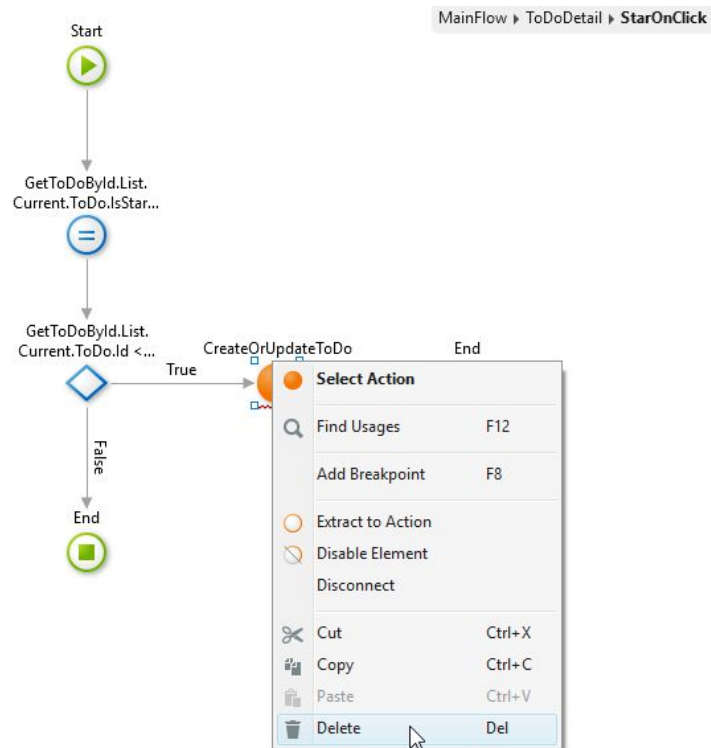 MainFlow ▸ ToDoDetail ▸ StarOnClick
Start
GetToDoById.List.
Current.ToDo.IsStar...
GetToDoById.List.
Current.ToDo.Id <...
True
CreateOrUpdateToDo
End
False
End
Select Action
Find Usages F12
Add Breakpoint F8
Extract to Action
Disable Element
Disconnect
Cut Ctrl+X
Copy Ctrl+C
Paste Ctrl+V
Delete Del